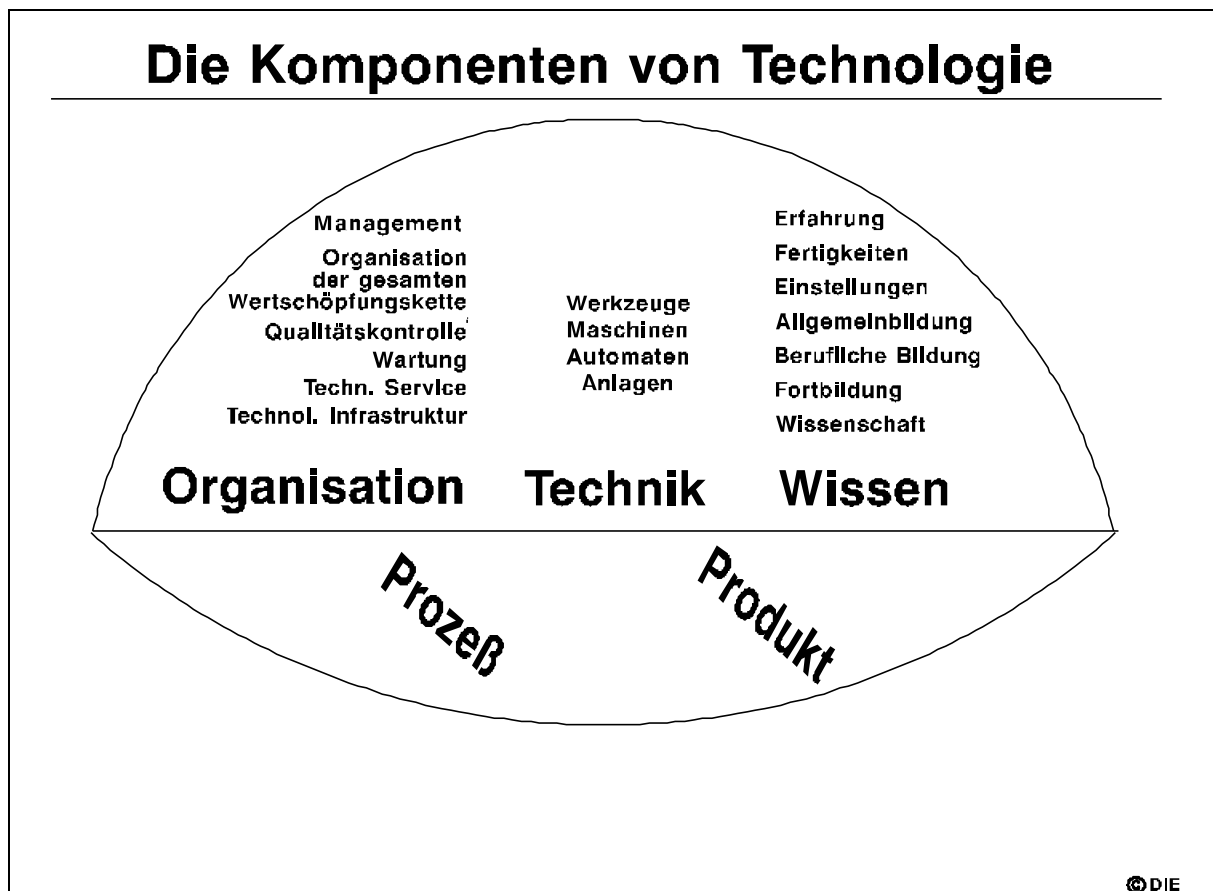 Die Komponenten von Technologie
Management
Organisation
der gesamten
Wertschöpfungskette
Qualitätskontrolle
Wartung
Techn. Service
Technol. Infrastruktur
Organisation
Werkzeuge
Maschinen
Automaten
Anlagen
Technik
Erfahrung
Fertigkeiten
Einstellungen
Allgemeinbildung
Berufliche Bildung
Fortbildung
Wissenschaft
Wissen
Prozeß
Produkt
© DIE